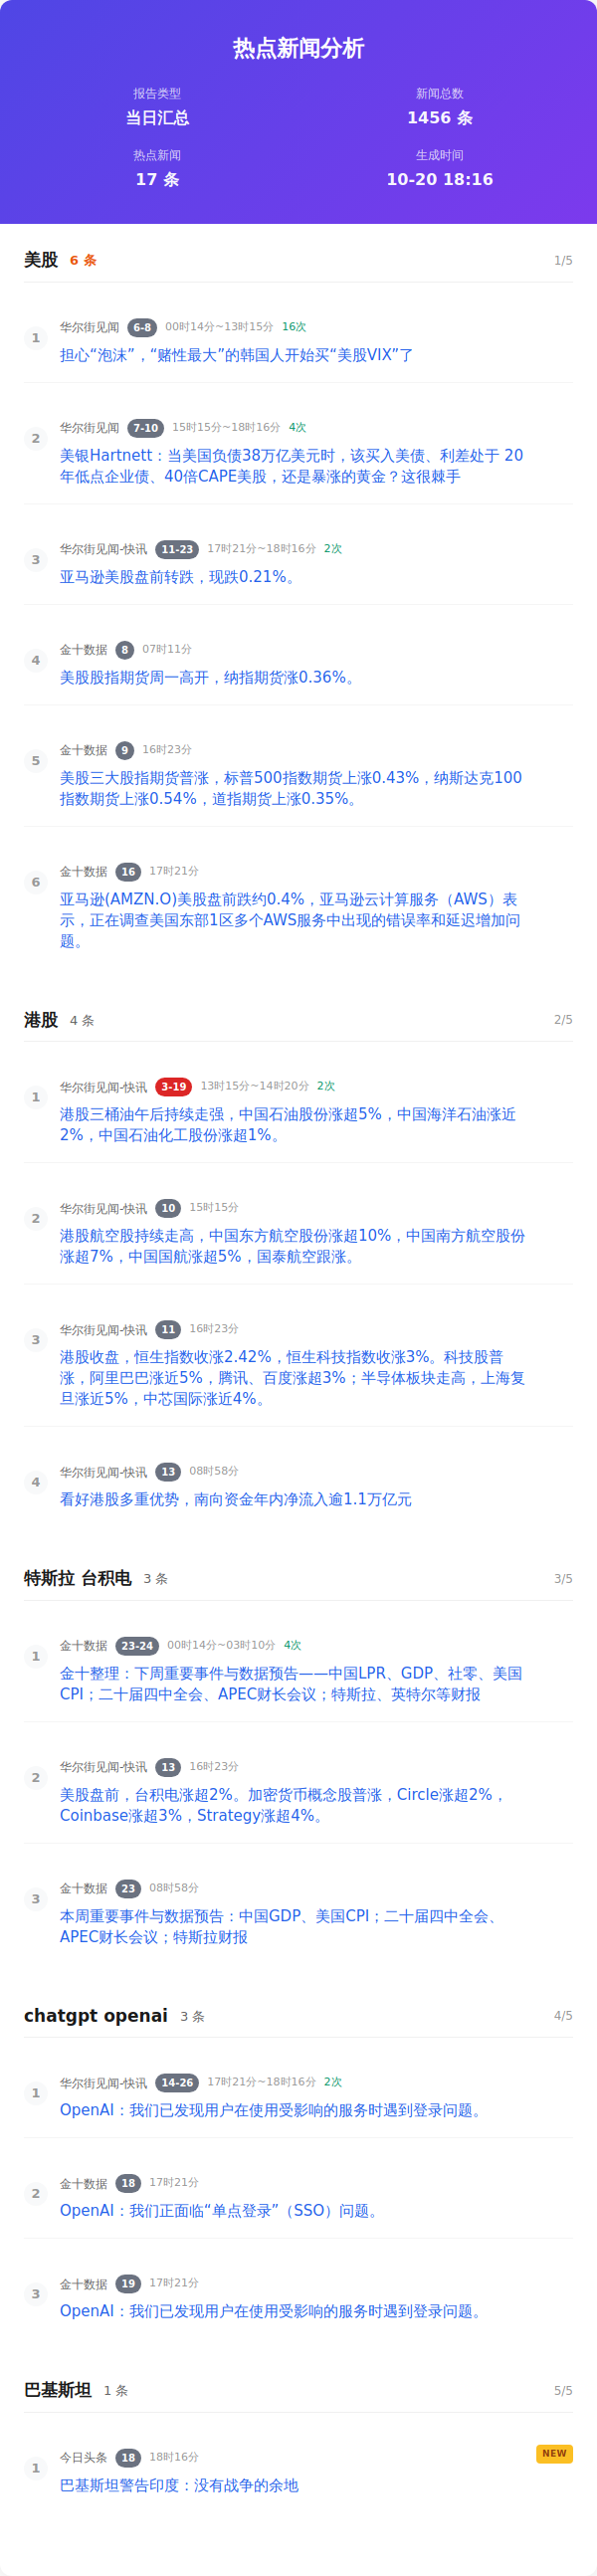 热点新闻分析
报告类型
新闻总数
当日汇总
1456 条
热点新闻
生成时间
17 条
10-20 18:16
美股 6 条 1/5
1 华尔街见闻 6-8 00时14分~13时15分 16次
担心“泡沫”，“赌性最大”的韩国人开始买“美股VIX”了
2 华尔街见闻 7-10 15时15分~18时16分 4次
美银Hartnett：当美国负债38万亿美元时，该买入美债、利差处于 20
年低点企业债、40倍CAPE美股，还是暴涨的黄金？这很棘手
3 华尔街见闻-快讯 11-23 17时21分~18时16分 2次
亚马逊美股盘前转跌，现跌0.21%。
4 金十数据 8 07时11分
美股股指期货周一高开，纳指期货涨0.36%。
5 金十数据 9 16时23分
美股三大股指期货普涨，标普500指数期货上涨0.43%，纳斯达克100
指数期货上涨0.54%，道指期货上涨0.35%。
6 金十数据 16 17时21分
亚马逊(AMZN.O)美股盘前跌约0.4%，亚马逊云计算服务（AWS）表
示，正在调查美国东部1区多个AWS服务中出现的错误率和延迟增加问
题。
港股 4 条 2/5
1 华尔街见闻-快讯 3-19 13时15分~14时20分 2次
港股三桶油午后持续走强，中国石油股份涨超5%，中国海洋石油涨近
2%，中国石油化工股份涨超1%。
2 华尔街见闻-快讯 10 15时15分
港股航空股持续走高，中国东方航空股份涨超10%，中国南方航空股份
涨超7%，中国国航涨超5%，国泰航空跟涨。
3 华尔街见闻-快讯 11 16时23分
港股收盘，恒生指数收涨2.42%，恒生科技指数收涨3%。科技股普
涨，阿里巴巴涨近5%，腾讯、百度涨超3%；半导体板块走高，上海复
旦涨近5%，中芯国际涨近4%。
4 华尔街见闻-快讯 13 08时58分
看好港股多重优势，南向资金年内净流入逾1.1万亿元
特斯拉 台积电 3 条 3/5
1 金十数据 23-24 00时14分~03时10分 4次
金十整理：下周重要事件与数据预告——中国LPR、GDP、社零、美国
CPI；二十届四中全会、APEC财长会议；特斯拉、英特尔等财报
2 华尔街见闻-快讯 13 16时23分
美股盘前，台积电涨超2%。加密货币概念股普涨，Circle涨超2%，
Coinbase涨超3%，Strategy涨超4%。
3 金十数据 23 08时58分
本周重要事件与数据预告：中国GDP、美国CPI；二十届四中全会、
APEC财长会议；特斯拉财报
chatgpt openai 3 条 4/5
1 华尔街见闻-快讯 14-26 17时21分~18时16分 2次
OpenAI：我们已发现用户在使用受影响的服务时遇到登录问题。
2 金十数据 18 17时21分
OpenAI：我们正面临“单点登录”（SSO）问题。
3 金十数据 19 17时21分
OpenAI：我们已发现用户在使用受影响的服务时遇到登录问题。
巴基斯坦 1 条 5/5
1 今日头条 18 18时16分 NEW
巴基斯坦警告印度：没有战争的余地